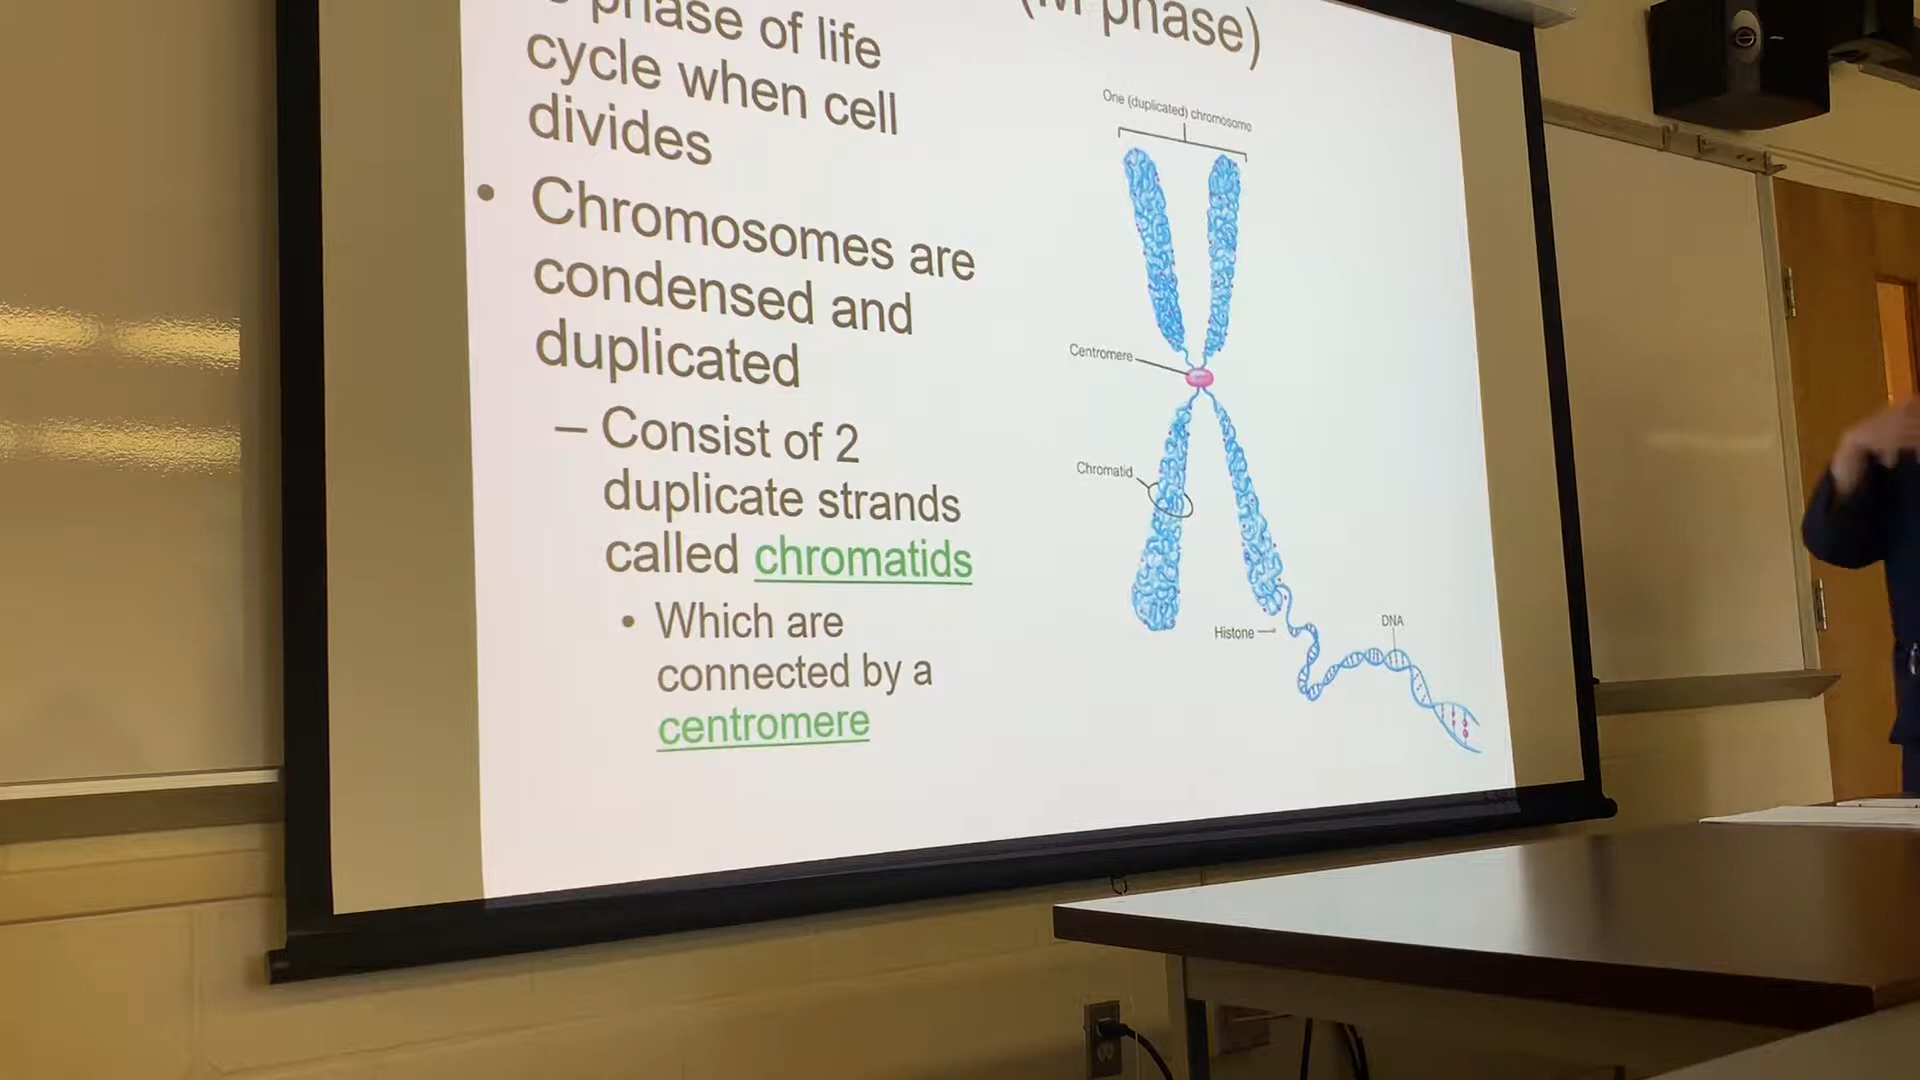 (M phase)
phase of life
cycle when cell
divides
• Chromosomes are
condensed and
duplicated
– Consist of 2
duplicate strands
called chromatids
• Which are
connected by a
centromere
One (duplicated) chromosome
Centromere
Chromatid
Histone
DNA